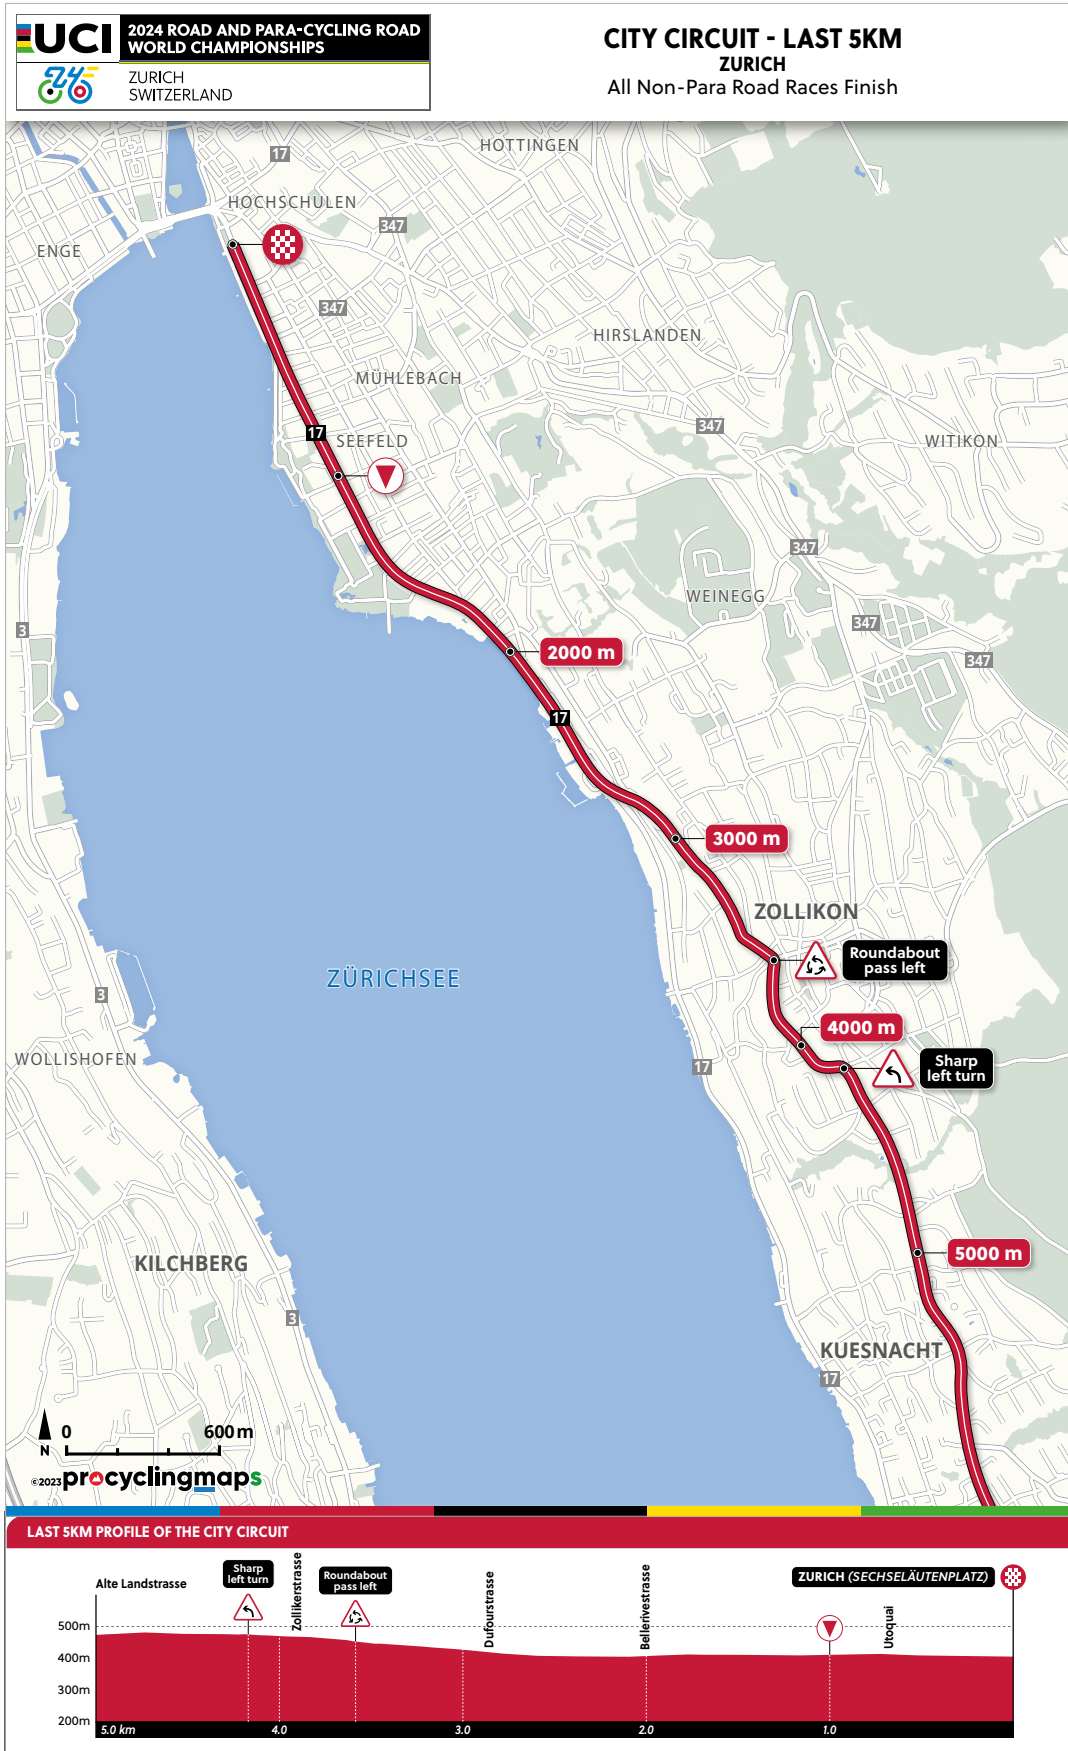 UCI
2024 ROAD AND PARA-CYCLING ROAD
WORLD CHAMPIONSHIPS
ZURICH
SWITZERLAND
CITY CIRCUIT - LAST 5KM
ZURICH
All Non-Para Road Races Finish
HOTTINGEN
17
HOCHSCHULEN
347
ENGE
347
HIRSLANDEN
MÜHLEBACH
347
17
SEEFELD
WITIKON
347
WEINEGG
347
3
2000 m
347
17
3000 m
ZOLLIKON
Roundabout
pass left
ZÜRICHSEE
3
4000 m
WOLLISHOFEN
17
Sharp
left turn
5000 m
KILCHBERG
3
KUESNACHT
17
0 600 m
N
©2023 procyclingmaps
LAST 5KM PROFILE OF THE CITY CIRCUIT
Alte Landstrasse
Sharp
left turn
Zollikerstrasse
Roundabout
pass left
Dufourstrasse
Bellerivestrasse
ZURICH (SECHSELÄUTENPLATZ)
Utoquai
500m
400m
300m
200m
5.0 km 4.0 3.0 2.0 1.0